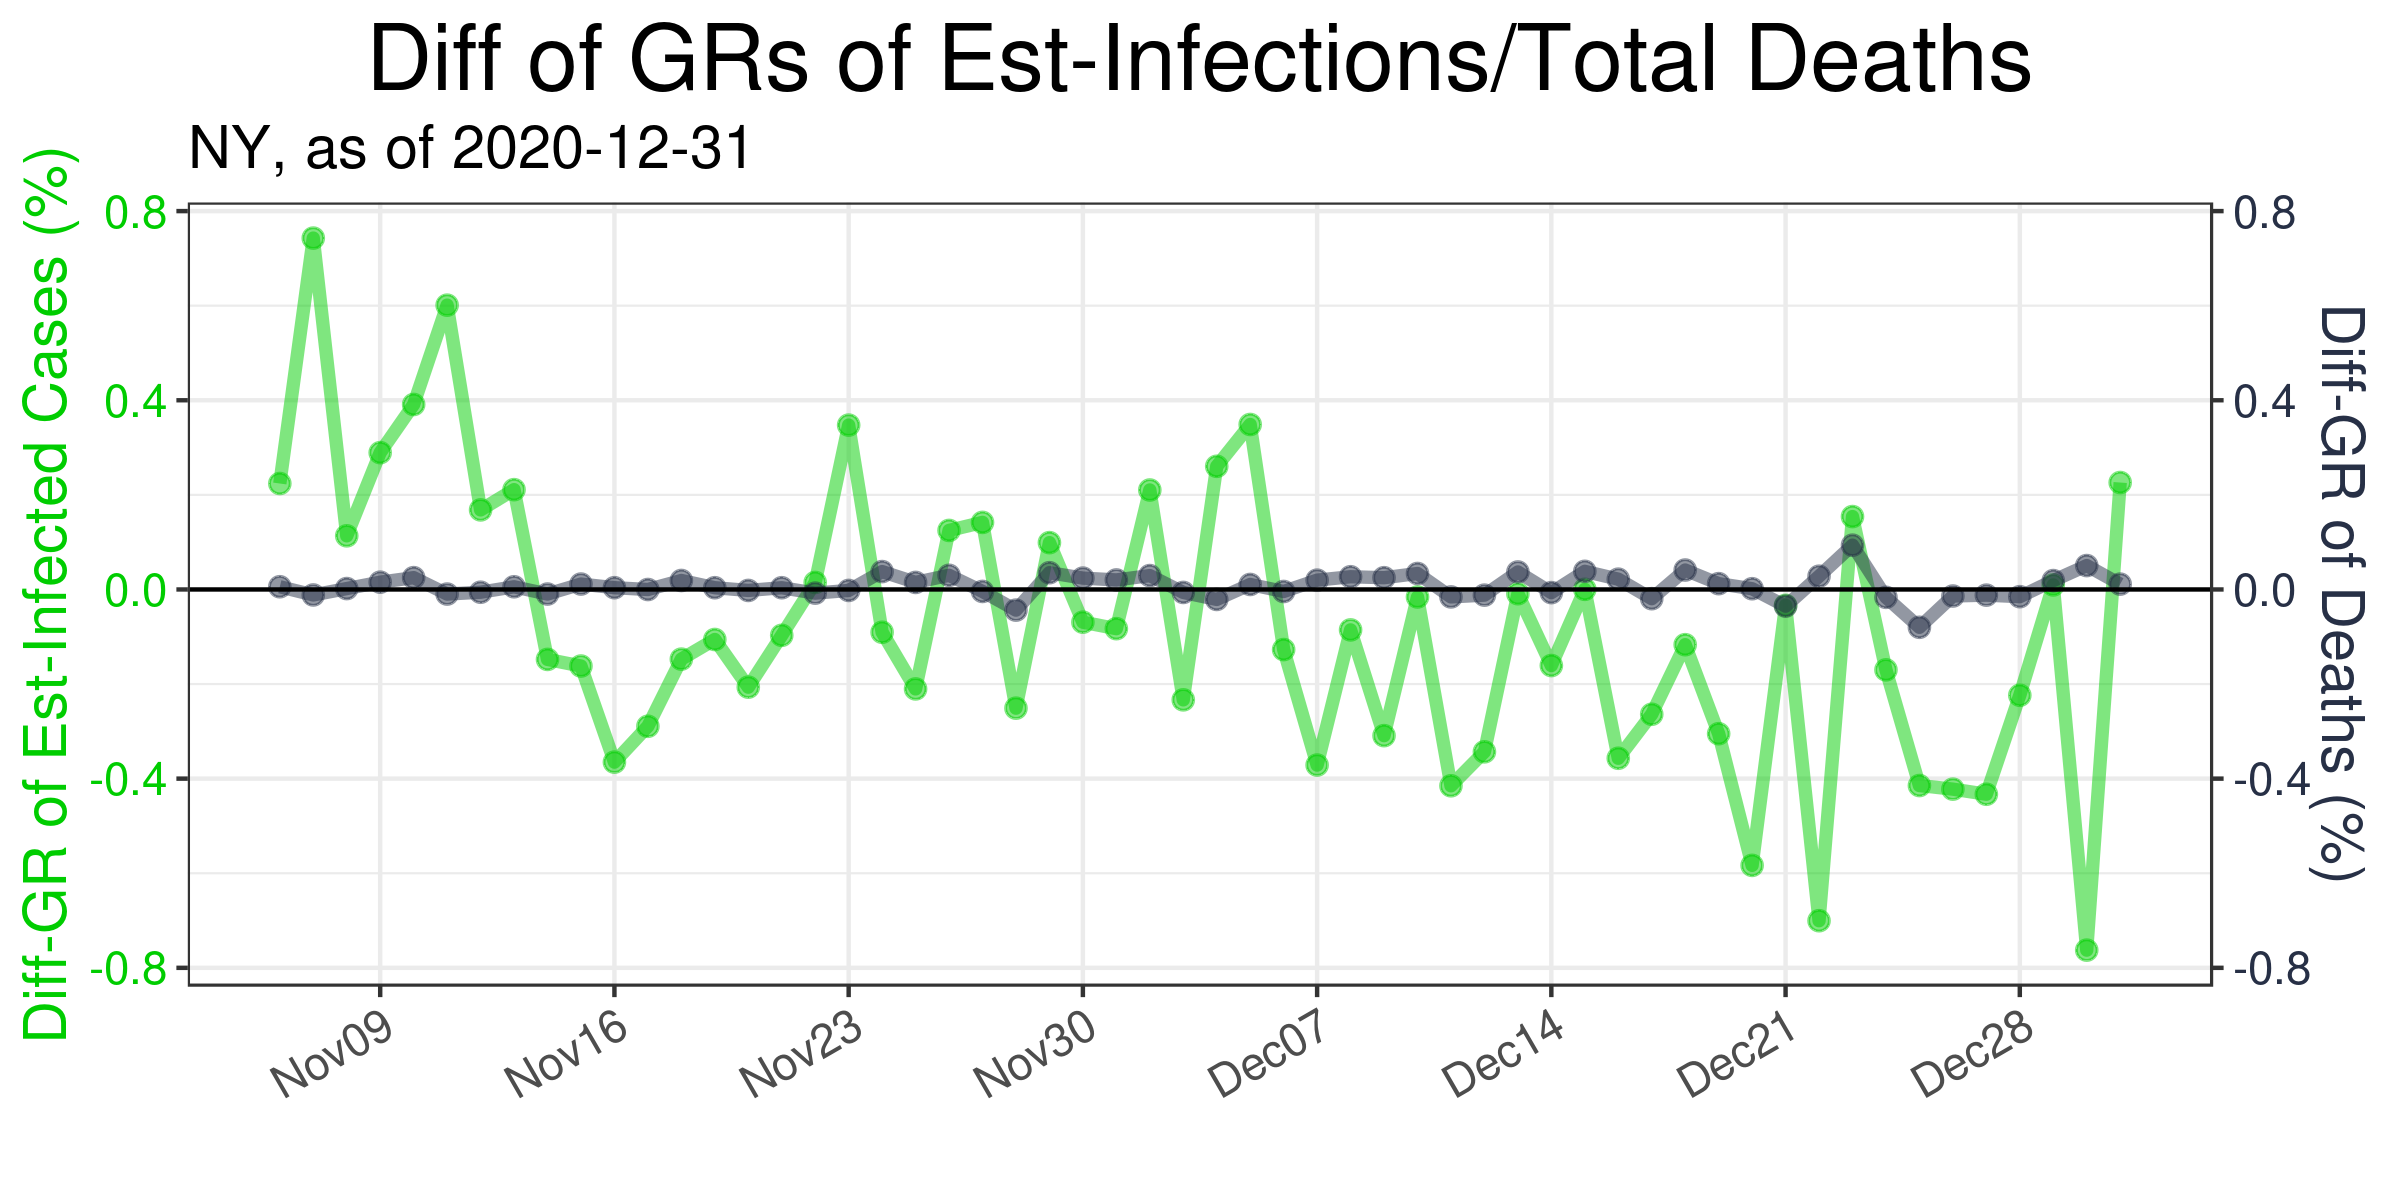 Diff of GRs of Est-Infections/Total Deaths
NY, as of 2020-12-31
Diff-GR of Est-Infected Cases (%)
0.8
0.4
0.0
-0.4
-0.8
0.8
0.4
0.0
-0.4
-0.8
Diff-GR of Deaths (%)
Nov09
Nov16
Nov23
Nov30
Dec07
Dec14
Dec21
Dec28